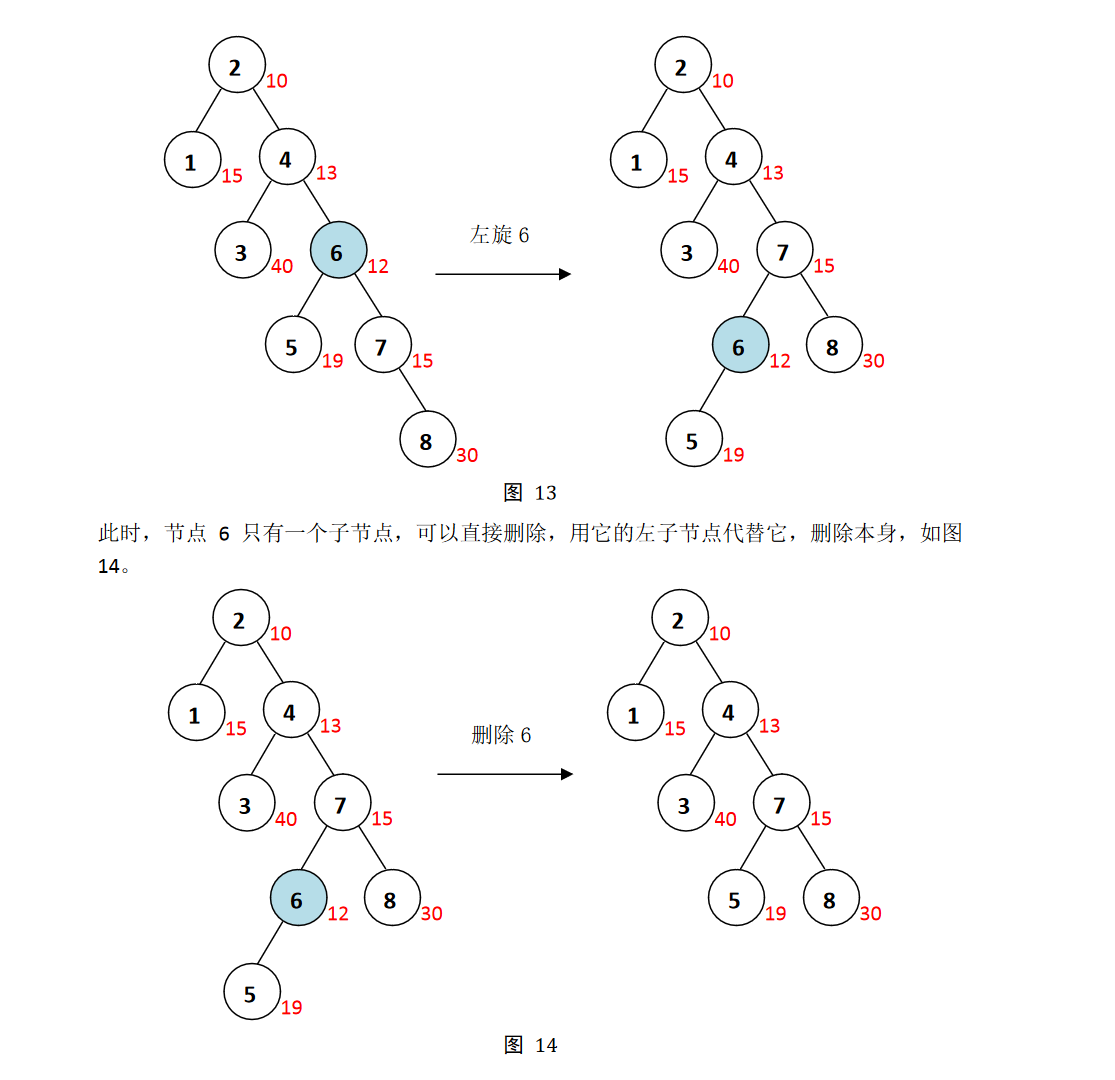 2 10 2 10
1 15 4 13 1 15 4 13
3 40 6 12 左旋 6 3 40 7 15
5 19 7 15 6 12 8 30
8 30 5 19
图 13
此时，节点 6 只有一个子节点，可以直接删除，用它的左子节点代替它，删除本身，如图
14。
2 10 2 10
1 15 4 13 删除 6 1 15 4 13
3 40 7 15 3 40 7 15
6 12 8 30 5 19 8 30
5 19
图 14